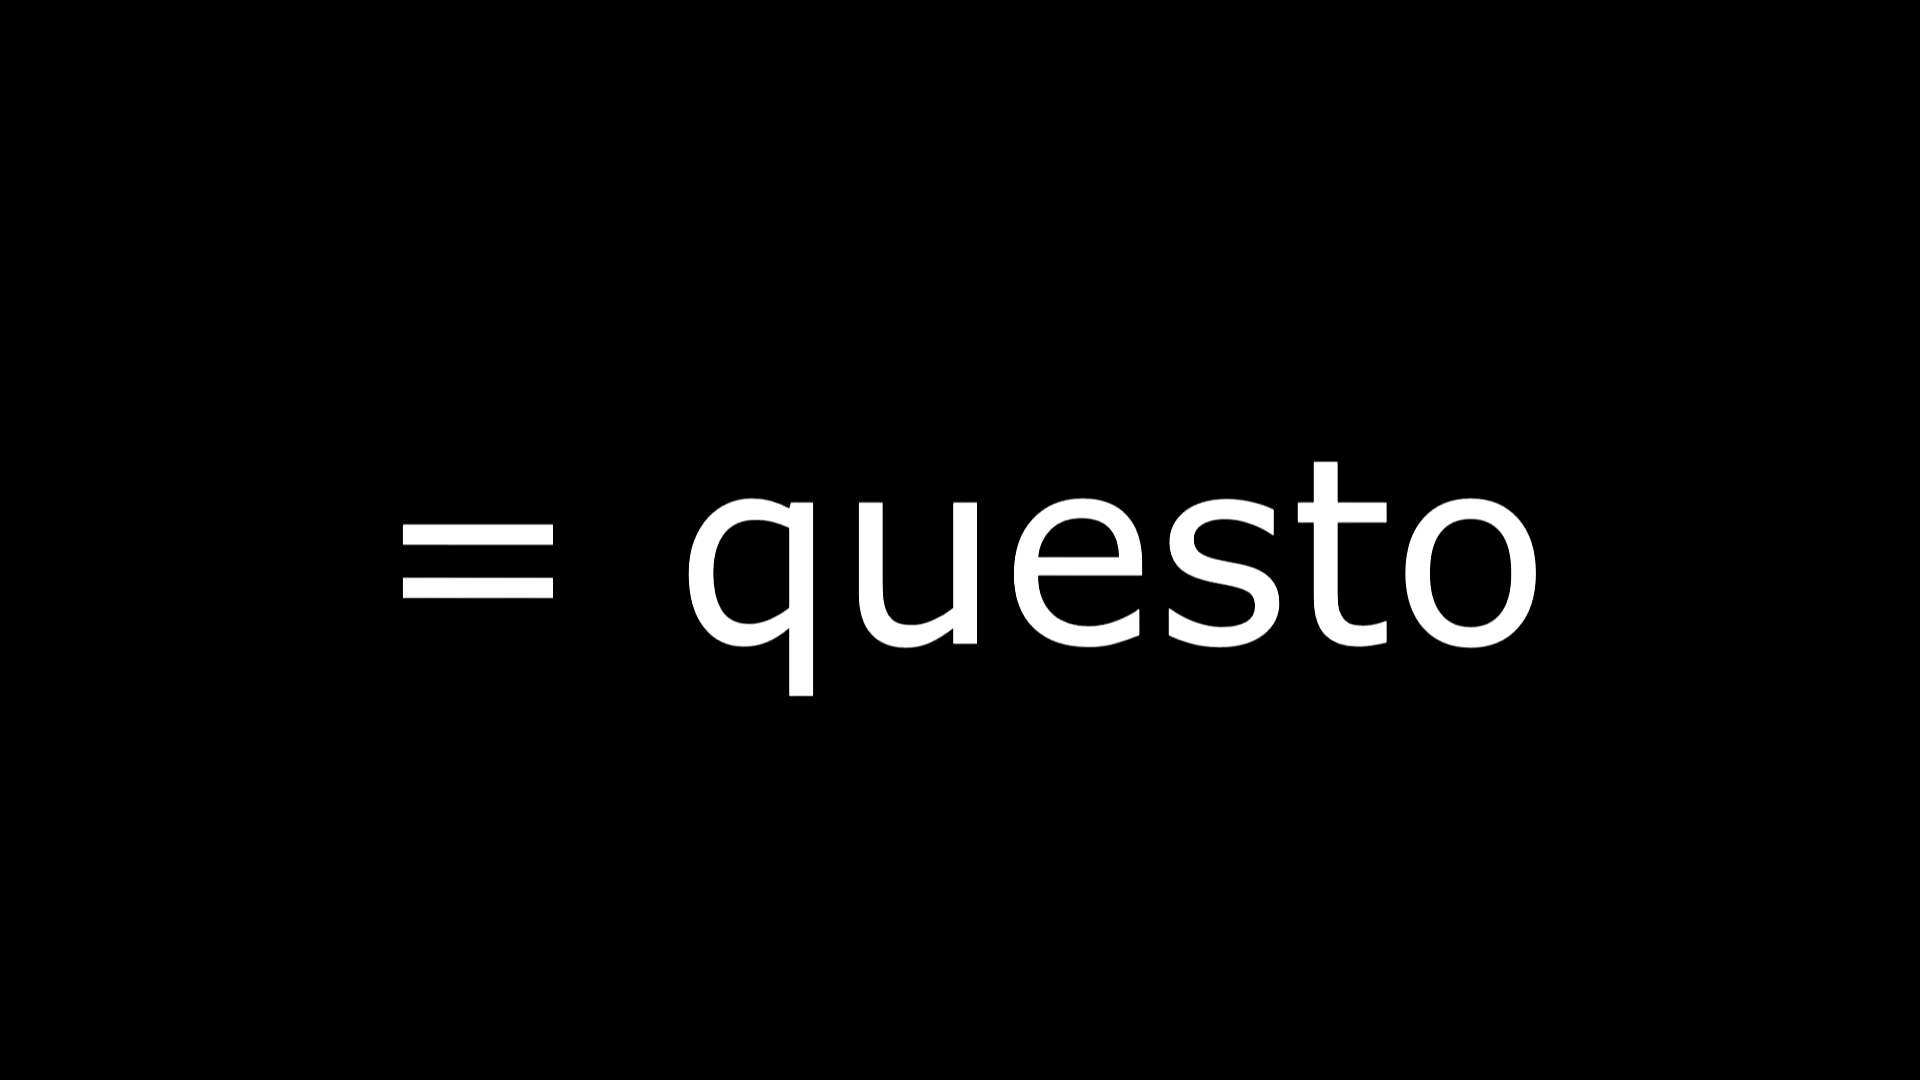 = questo